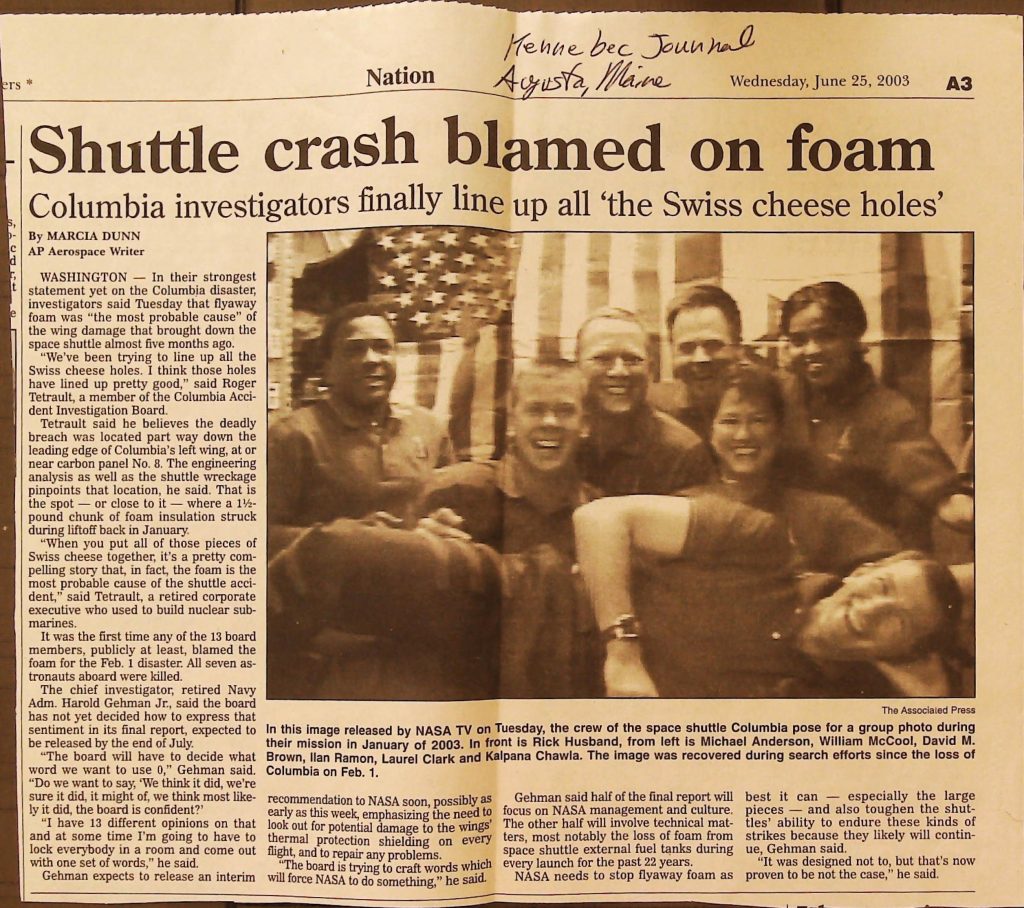 ers *
Nation
Kennebec Journal
Augusta, Maine
Wednesday, June 25, 2003
A3
Shuttle crash blamed on foam
Columbia investigators finally line up all ‘the Swiss cheese holes’
By MARCIA DUNN
AP Aerospace Writer
WASHINGTON — In their strongest
statement yet on the Columbia disaster,
investigators said Tuesday that flyaway
foam was “the most probable cause” of
the wing damage that brought down the
space shuttle almost five months ago.
“We’ve been trying to line up all the
Swiss cheese holes. I think those holes
have lined up pretty good,” said Roger
Tetrault, a member of the Columbia Acci-
dent Investigation Board.
Tetrault said he believes the deadly
breach was located part way down the
leading edge of Columbia’s left wing, at or
near carbon panel No. 8. The engineering
analysis as well as the shuttle wreckage
pinpoints that location, he said. That is
the spot — or close to it — where a 1½-
pound chunk of foam insulation struck
during liftoff back in January.
“When you put all of those pieces of
Swiss cheese together, it’s a pretty com-
pelling story that, in fact, the foam is the
most probable cause of the shuttle acci-
dent,” said Tetrault, a retired corporate
executive who used to build nuclear sub-
marines.
It was the first time any of the 13 board
members, publicly at least, blamed the
foam for the Feb. 1 disaster. All seven as-
tronauts aboard were killed.
The chief investigator, retired Navy
Adm. Harold Gehman Jr., said the board
has not yet decided how to express that
sentiment in its final report, expected to
be released by the end of July.
“The board will have to decide what
word we want to use 0,” Gehman said.
“Do we want to say, ‘We think it did, we’re
sure it did, it might of, we think most like-
ly it did, the board is confident?’
“I have 13 different opinions on that
and at some time I’m going to have to
lock everybody in a room and come out
with one set of words,” he said.
Gehman expects to release an interim
The Associated Press
In this image released by NASA TV on Tuesday, the crew of the space shuttle Columbia pose for a group photo during
their mission in January of 2003. In front is Rick Husband, from left is Michael Anderson, William McCool, David M.
Brown, Ilan Ramon, Laurel Clark and Kalpana Chawla. The image was recovered during search efforts since the loss of
Columbia on Feb. 1.
recommendation to NASA soon, possibly as
early as this week, emphasizing the need to
look out for potential damage to the wings’
thermal protection shielding on every
flight, and to repair any problems.
“The board is trying to craft words which
will force NASA to do something,” he said.
Gehman said half of the final report will
focus on NASA management and culture.
The other half will involve technical mat-
ters, most notably the loss of foam from
space shuttle external fuel tanks during
every launch for the past 22 years.
NASA needs to stop flyaway foam as
best it can — especially the large
pieces — and also toughen the shut-
tles’ ability to endure these kinds of
strikes because they likely will contin-
ue, Gehman said.
“It was designed not to, but that’s now
proven to be not the case,” he said.